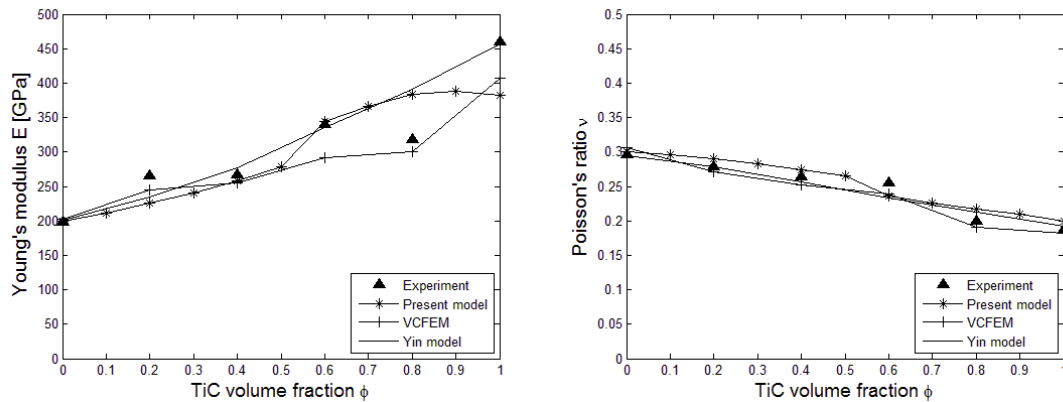 500
450
400
350
300
250
200
150
100
50
0
Young's modulus E [GPa]
0 0.1 0.2 0.3 0.4 0.5 0.6 0.7 0.8 0.9 1
TiC volume fraction ϕ
Experiment
Present model
VCFEM
Yin model
0.5
0.45
0.4
0.35
0.3
0.25
0.2
0.15
0.1
0.05
0
Poisson's ratio ν
0 0.1 0.2 0.3 0.4 0.5 0.6 0.7 0.8 0.9 1
TiC volume fraction ϕ
Experiment
Present model
VCFEM
Yin model